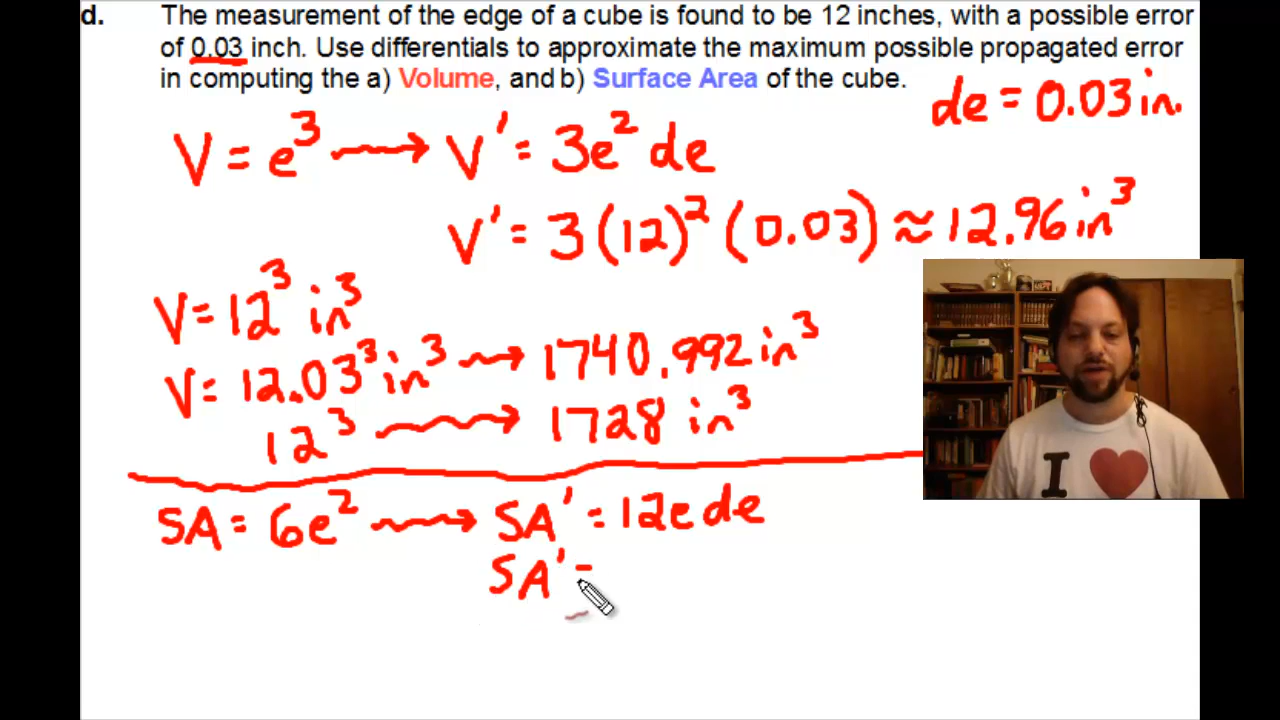 d. The measurement of the edge of a cube is found to be 12 inches, with a possible error
of 0.03 inch. Use differentials to approximate the maximum possible propagated error
in computing the a) Volume, and b) Surface Area of the cube.
de = 0.03 in.
V = e³ → V' = 3e² de
V' = 3(12)²(0.03) ≈ 12.96 in³
V = 12³ in³
V = 12.03³ in³ → 1740.992 in³
12³ → 1728 in³
SA = 6e² → SA' = 12e de
SA' =
I ❤